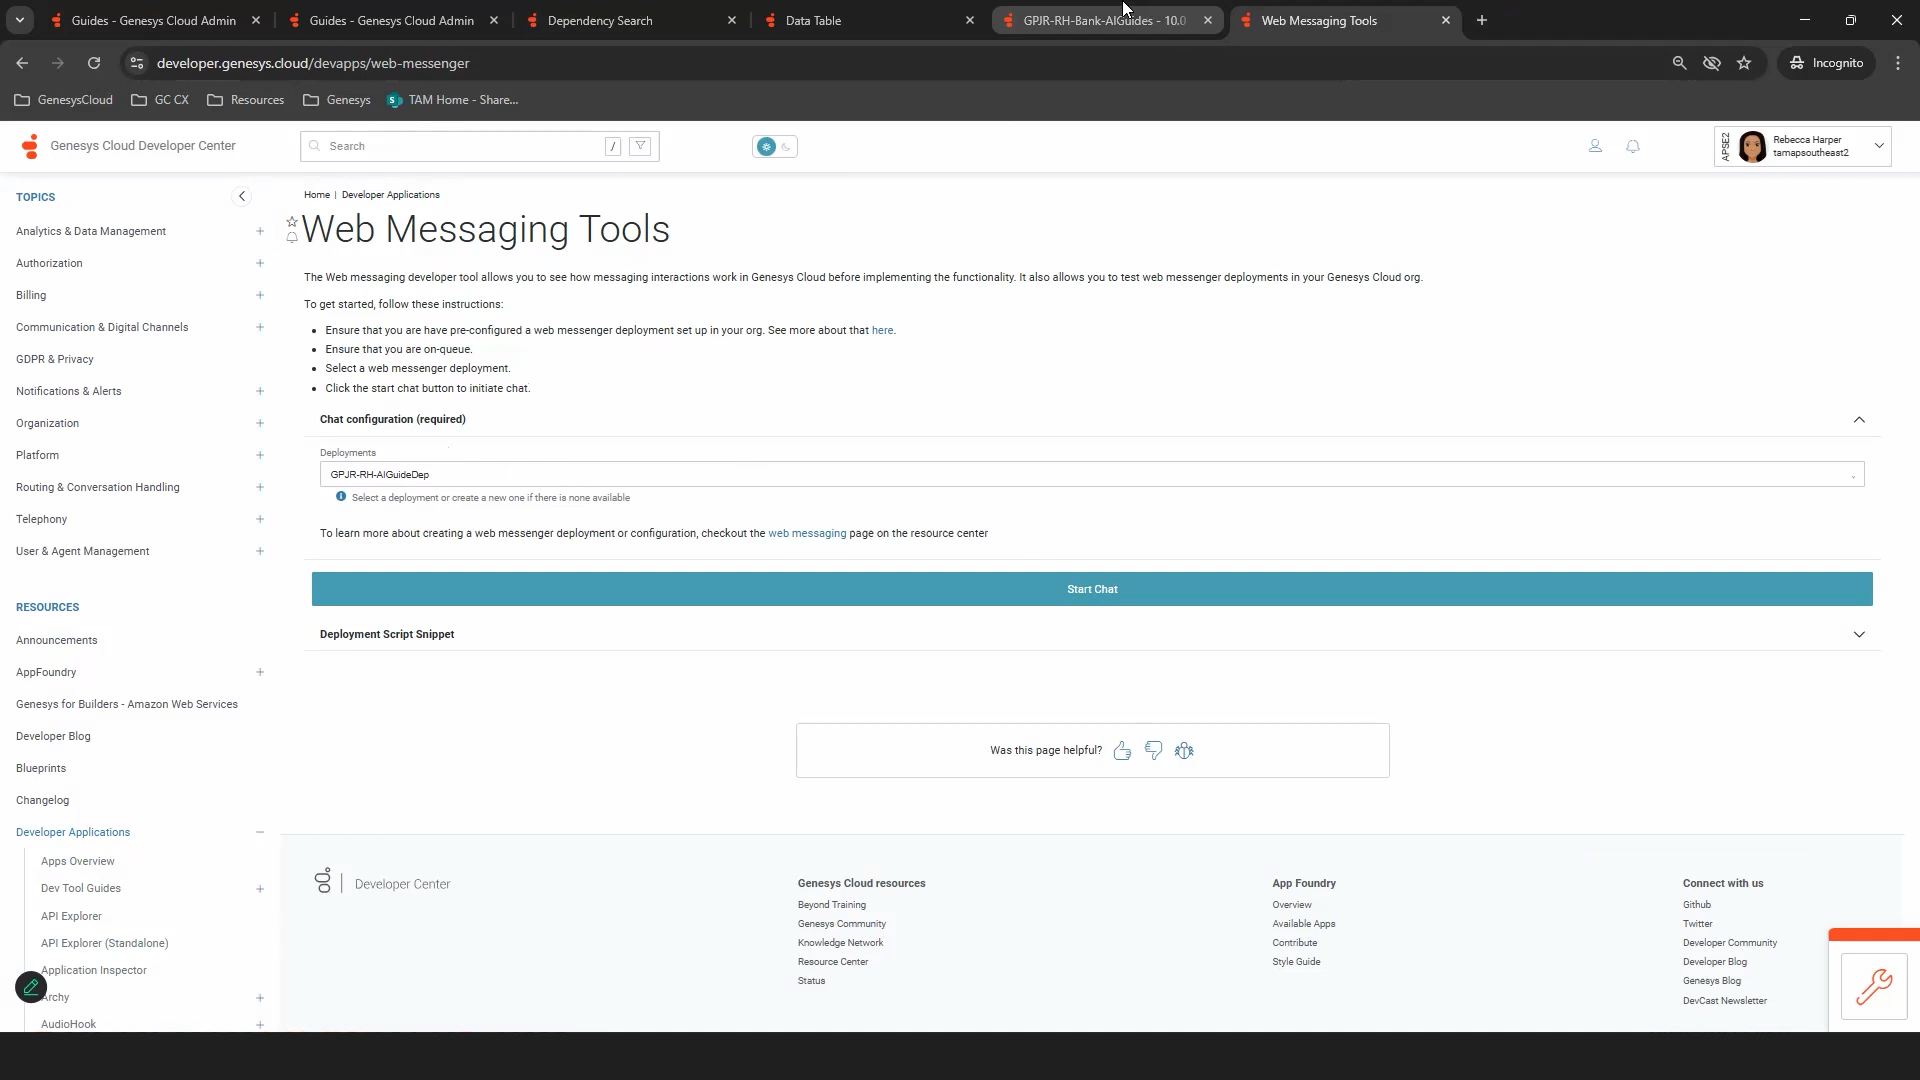 Guides - Genesys Cloud Admin
Guides - Genesys Cloud Admin
Dependency Search
Data Table
GPJR-RH-Bank-AIGuides - 10.0
Web Messaging Tools
developer.genesys.cloud/devapps/web-messenger
Incognito
GenesysCloud
GC CX
Resources
Genesys
S
TAM Home - Share...
Genesys Cloud Developer Center
Search
/
APSE2
Rebecca Harper
tamapsoutheast2
TOPICS
Analytics & Data Management
Authorization
Billing
Communication & Digital Channels
GDPR & Privacy
Notifications & Alerts
Organization
Platform
Routing & Conversation Handling
Telephony
User & Agent Management
RESOURCES
Announcements
AppFoundry
Genesys for Builders - Amazon Web Services
Developer Blog
Blueprints
Changelog
Developer Applications
Apps Overview
Dev Tool Guides
API Explorer
API Explorer (Standalone)
Application Inspector
Archy
AudioHook
Home | Developer Applications
Web Messaging Tools
The Web messaging developer tool allows you to see how messaging interactions work in Genesys Cloud before implementing the functionality. It also allows you to test web messenger deployments in your Genesys Cloud org.
To get started, follow these instructions:
• Ensure that you are have pre-configured a web messenger deployment set up in your org. See more about that here.
• Ensure that you are on-queue.
• Select a web messenger deployment.
• Click the start chat button to initiate chat.
Chat configuration (required)
Deployments
GPJR-RH-AIGuideDep
Select a deployment or create a new one if there is none available
To learn more about creating a web messenger deployment or configuration, checkout the web messaging page on the resource center
Start Chat
Deployment Script Snippet
Was this page helpful?
Developer Center
Genesys Cloud resources
Beyond Training
Genesys Community
Knowledge Network
Resource Center
Status
App Foundry
Overview
Available Apps
Contribute
Style Guide
Connect with us
Github
Twitter
Developer Community
Developer Blog
Genesys Blog
DevCast Newsletter